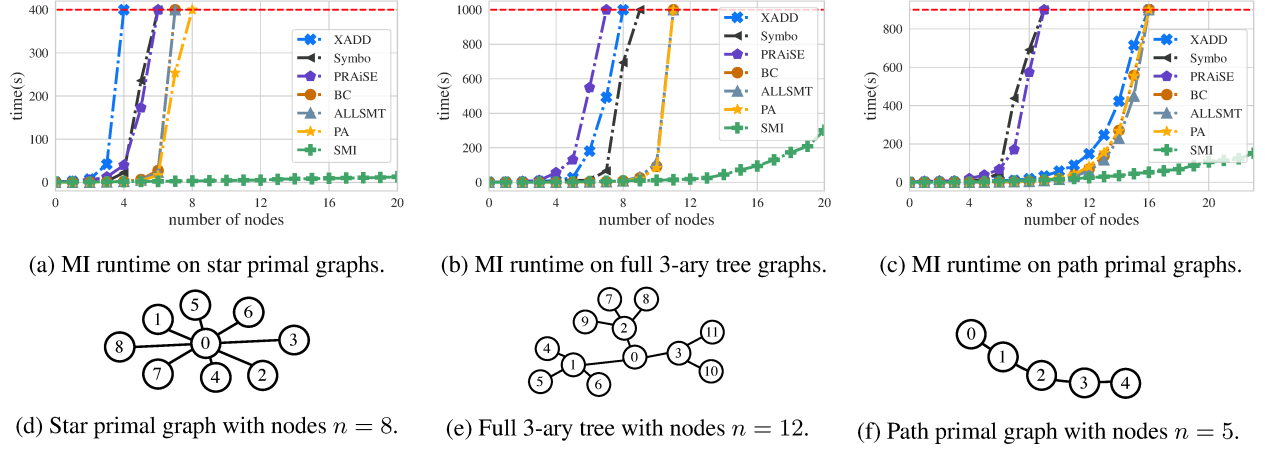 400
300
200
100
0
time(s)
0 4 8 12 16 20
number of nodes
XADD
Symbo
PRAiSE
BC
ALLSMT
PA
SMI
1000
800
600
400
200
0
time(s)
0 4 8 12 16 20
number of nodes
XADD
Symbo
PRAiSE
BC
ALLSMT
PA
SMI
800
600
400
200
0
time(s)
0 4 8 12 16 20
number of nodes
XADD
Symbo
PRAiSE
BC
ALLSMT
PA
SMI
(a) MI runtime on star primal graphs.
(b) MI runtime on full 3-ary tree graphs.
(c) MI runtime on path primal graphs.
5
1
6
0
3
8
7
4
2
7
8
9
2
11
4
0
3
1
10
5
6
0
1
2
3
4
(d) Star primal graph with nodes n = 8.
(e) Full 3-ary tree with nodes n = 12.
(f) Path primal graph with nodes n = 5.